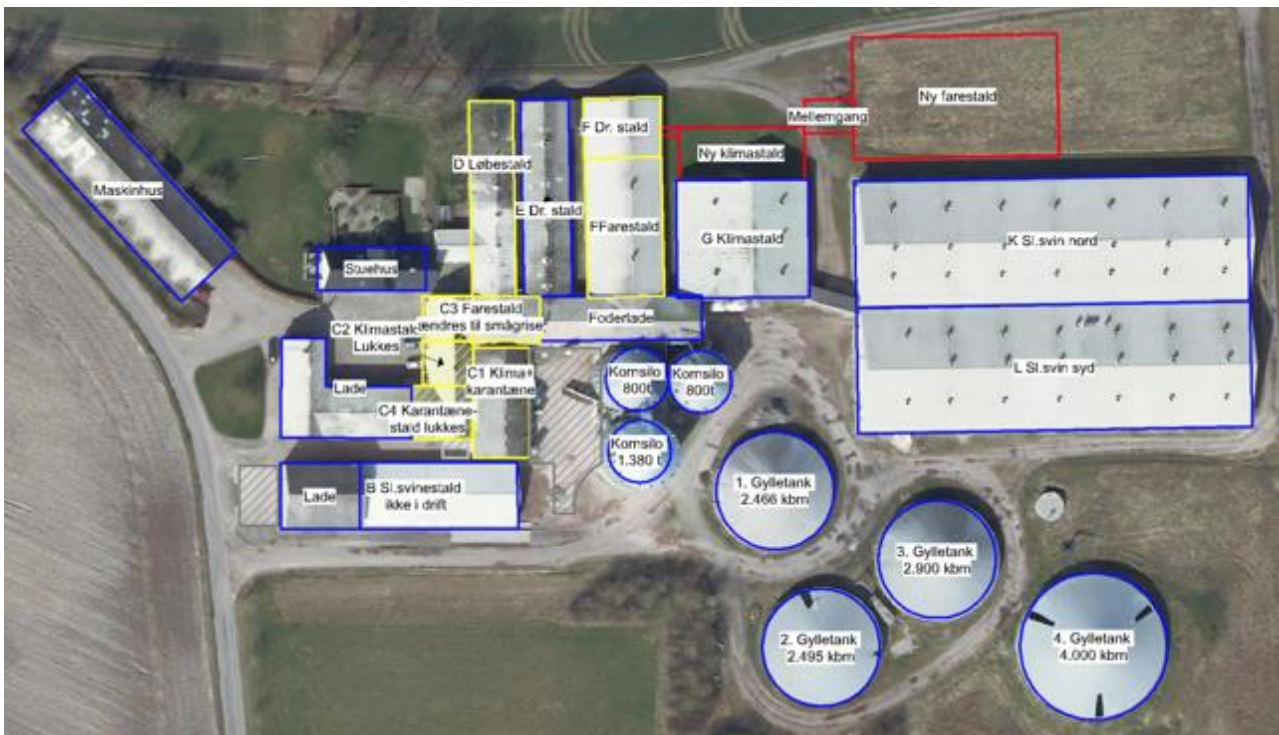 Ny farestald
Mellemgang
F Dr. stald
Ny klimastald
D Løbestald
Maskinhus
E Dr. stald
FFarestald
G Klimastald
K Sl.svin nord
Stuehus
C3 Farestald
ændres til smågrise
Foderlade
C2 Klimastald
Lukkes
L Sl.svin syd
C1 Klima+
karantæne
Kornsilo
800t
Kornsilo
800t
Lade
C4 Karantæne-
stald lukkes
Kornsilo
1.380 t
1. Gylletank
2.466 kbm
Lade
B Sl.svinestald
ikke i drift
3. Gylletank
2.900 kbm
2. Gylletank
2.495 kbm
4. Gylletank
4.000 kbm